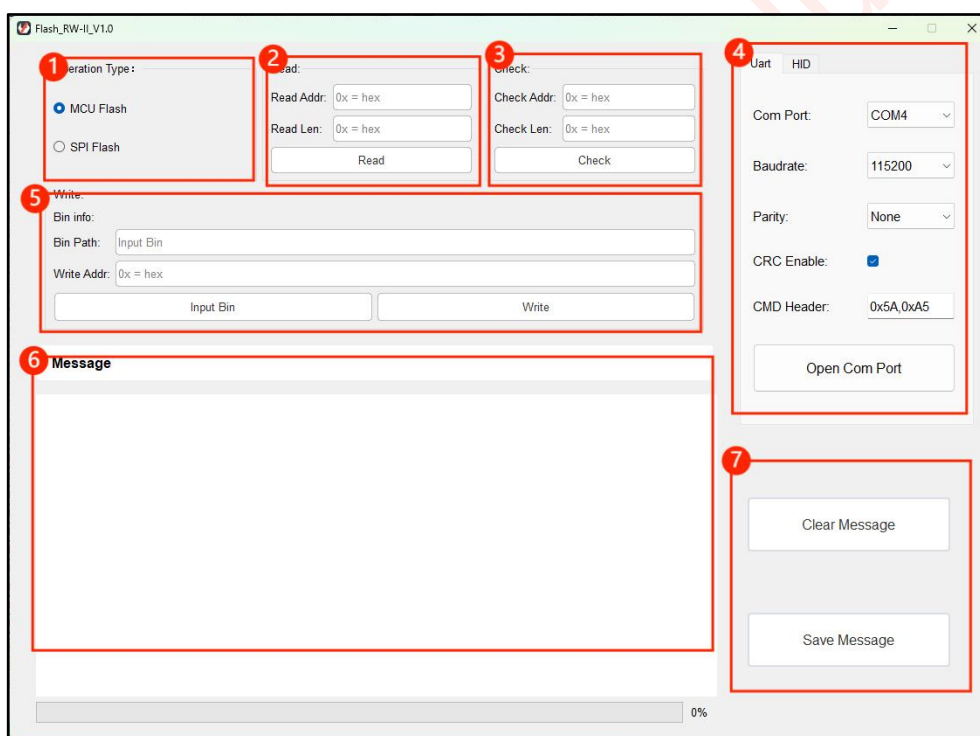 Flash_RW-II_V1.0
1
eration Type:
MCU Flash
SPI Flash
2
ead:
Read Addr: 0x = hex
Read Len: 0x = hex
Read
3
Check:
Check Addr: 0x = hex
Check Len: 0x = hex
Check
4
Uart HID
Com Port: COM4
Baudrate: 115200
Parity: None
CRC Enable:
CMD Header: 0x5A,0xA5
Open Com Port
5
Write:
Bin info:
Bin Path: Input Bin
Write Addr: 0x = hex
Input Bin Write
6
Message
7
Clear Message
Save Message
0%